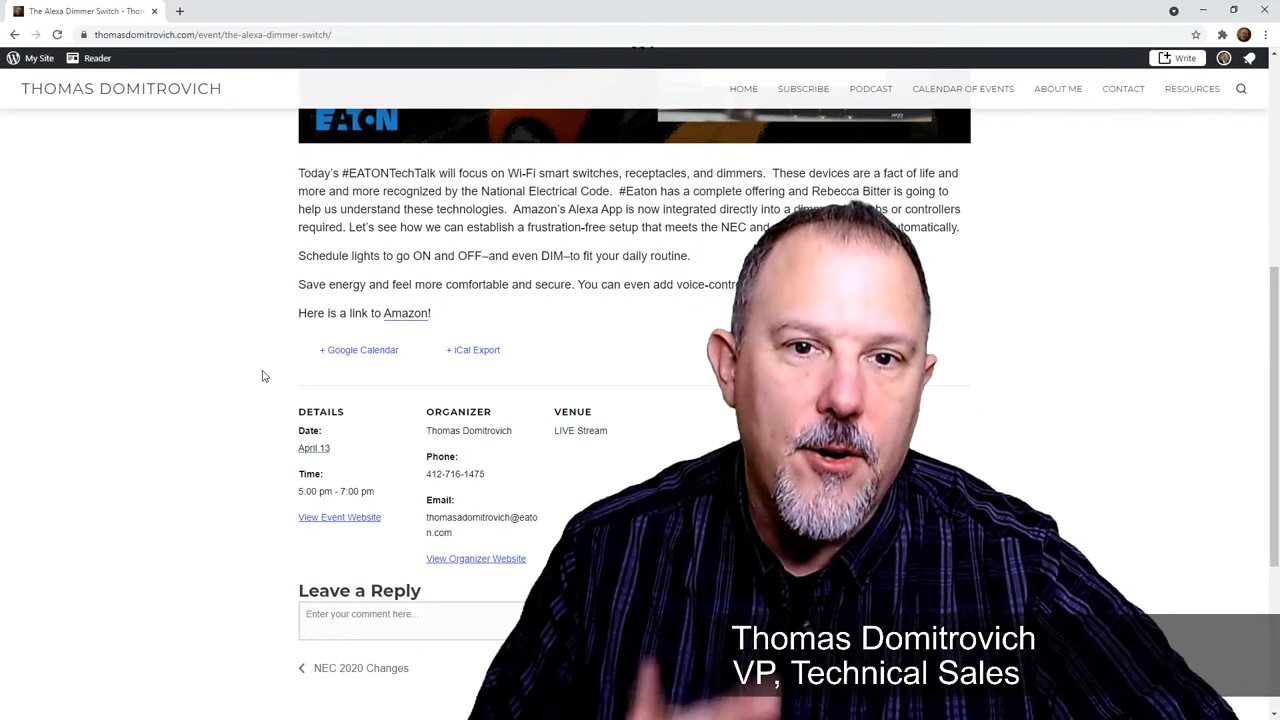 The Alexa Dimmer Switch - Thom
thomasdomitrovich.com/event/the-alexa-dimmer-switch/
My Site Reader Write
THOMAS DOMITROVICH HOME SUBSCRIBE PODCAST CALENDAR OF EVENTS ABOUT ME CONTACT RESOURCES
EATON
Today's #EATONTechTalk will focus on Wi-Fi smart switches, receptacles, and dimmers. These devices are a fact of life and
more and more recognized by the National Electrical Code. #Eaton has a complete offering and Rebecca Bitter is going to
help us understand these technologies. Amazon's Alexa App is now integrated directly into a or controllers
required. Let's see how we can establish a frustration-free setup that meets the NEC and
Schedule lights to go ON and OFF–and even DIM–to fit your daily routine.
Save energy and feel more comfortable and secure. You can even add
Here is a link to Amazon!
+ Google Calendar + iCal Export
DETAILS ORGANIZER VENUE
Date: Thomas Domitrovich LIVE Stream
April 13 Phone:
Time: 412-716-1475
5:00 pm - 7:00 pm Email:
View Event Website thomasadomitrovich@eato
n.com
View Organizer Website
Leave a Reply
Enter your comment here...
NEC 2020 Changes
Thomas Domitrovich
VP, Technical Sales